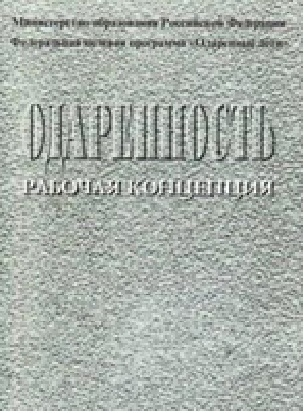 Министерство образования Российской Федерации
Федеральная целевая программа «Одаренные дети»
ОДАРЕННОСТЬ
РАБОЧАЯ КОНЦЕПЦИЯ